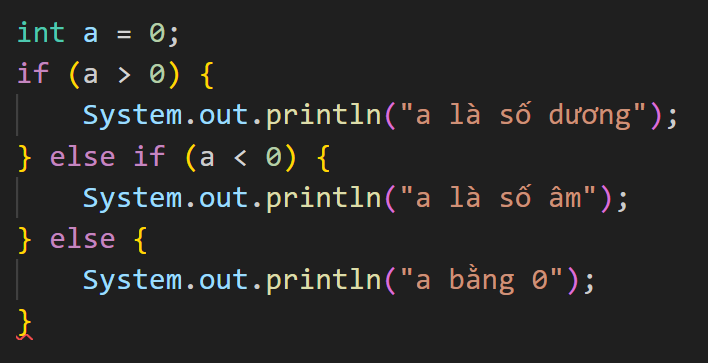 int a = 0;
if (a > 0) {
    System.out.println("a là số dương");
} else if (a < 0) {
    System.out.println("a là số âm");
} else {
    System.out.println("a bằng 0");
}